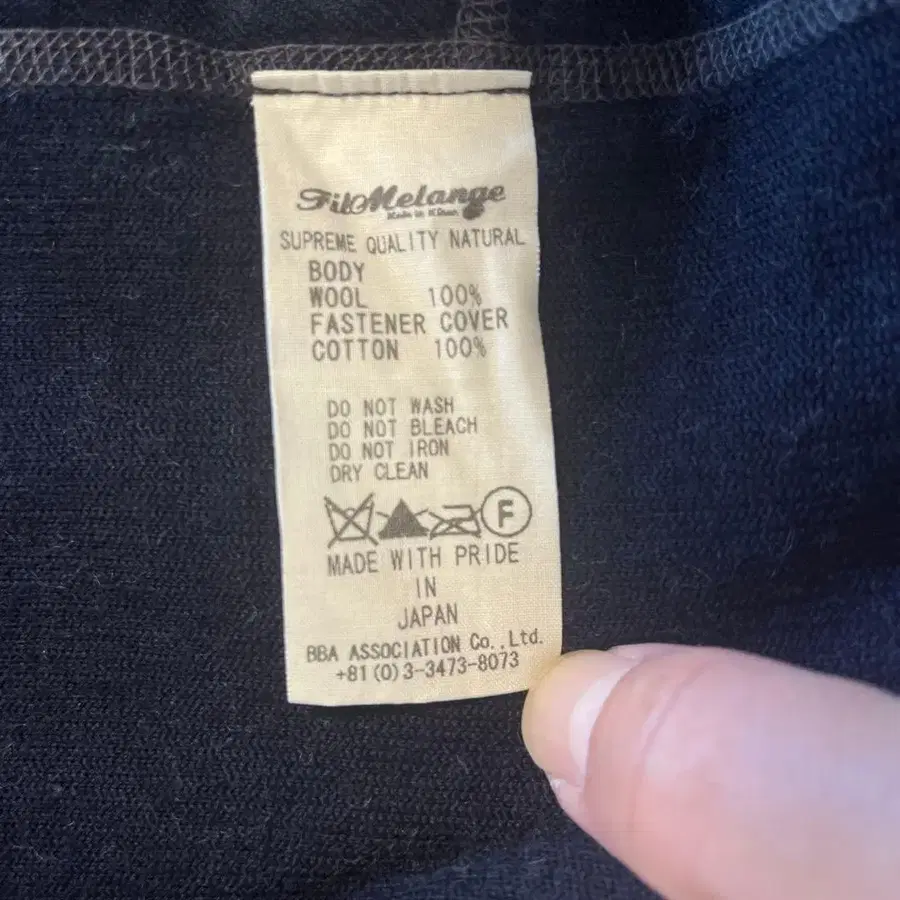 FilMelange
SUPREME QUALITY NATURAL
BODY
WOOL 100%
FASTENER COVER
COTTON 100%
DO NOT WASH
DO NOT BLEACH
DO NOT IRON
DRY CLEAN
F
MADE WITH PRIDE
IN
JAPAN
BBA ASSOCIATION Co.,Ltd.
+81(0)3-3473-8073